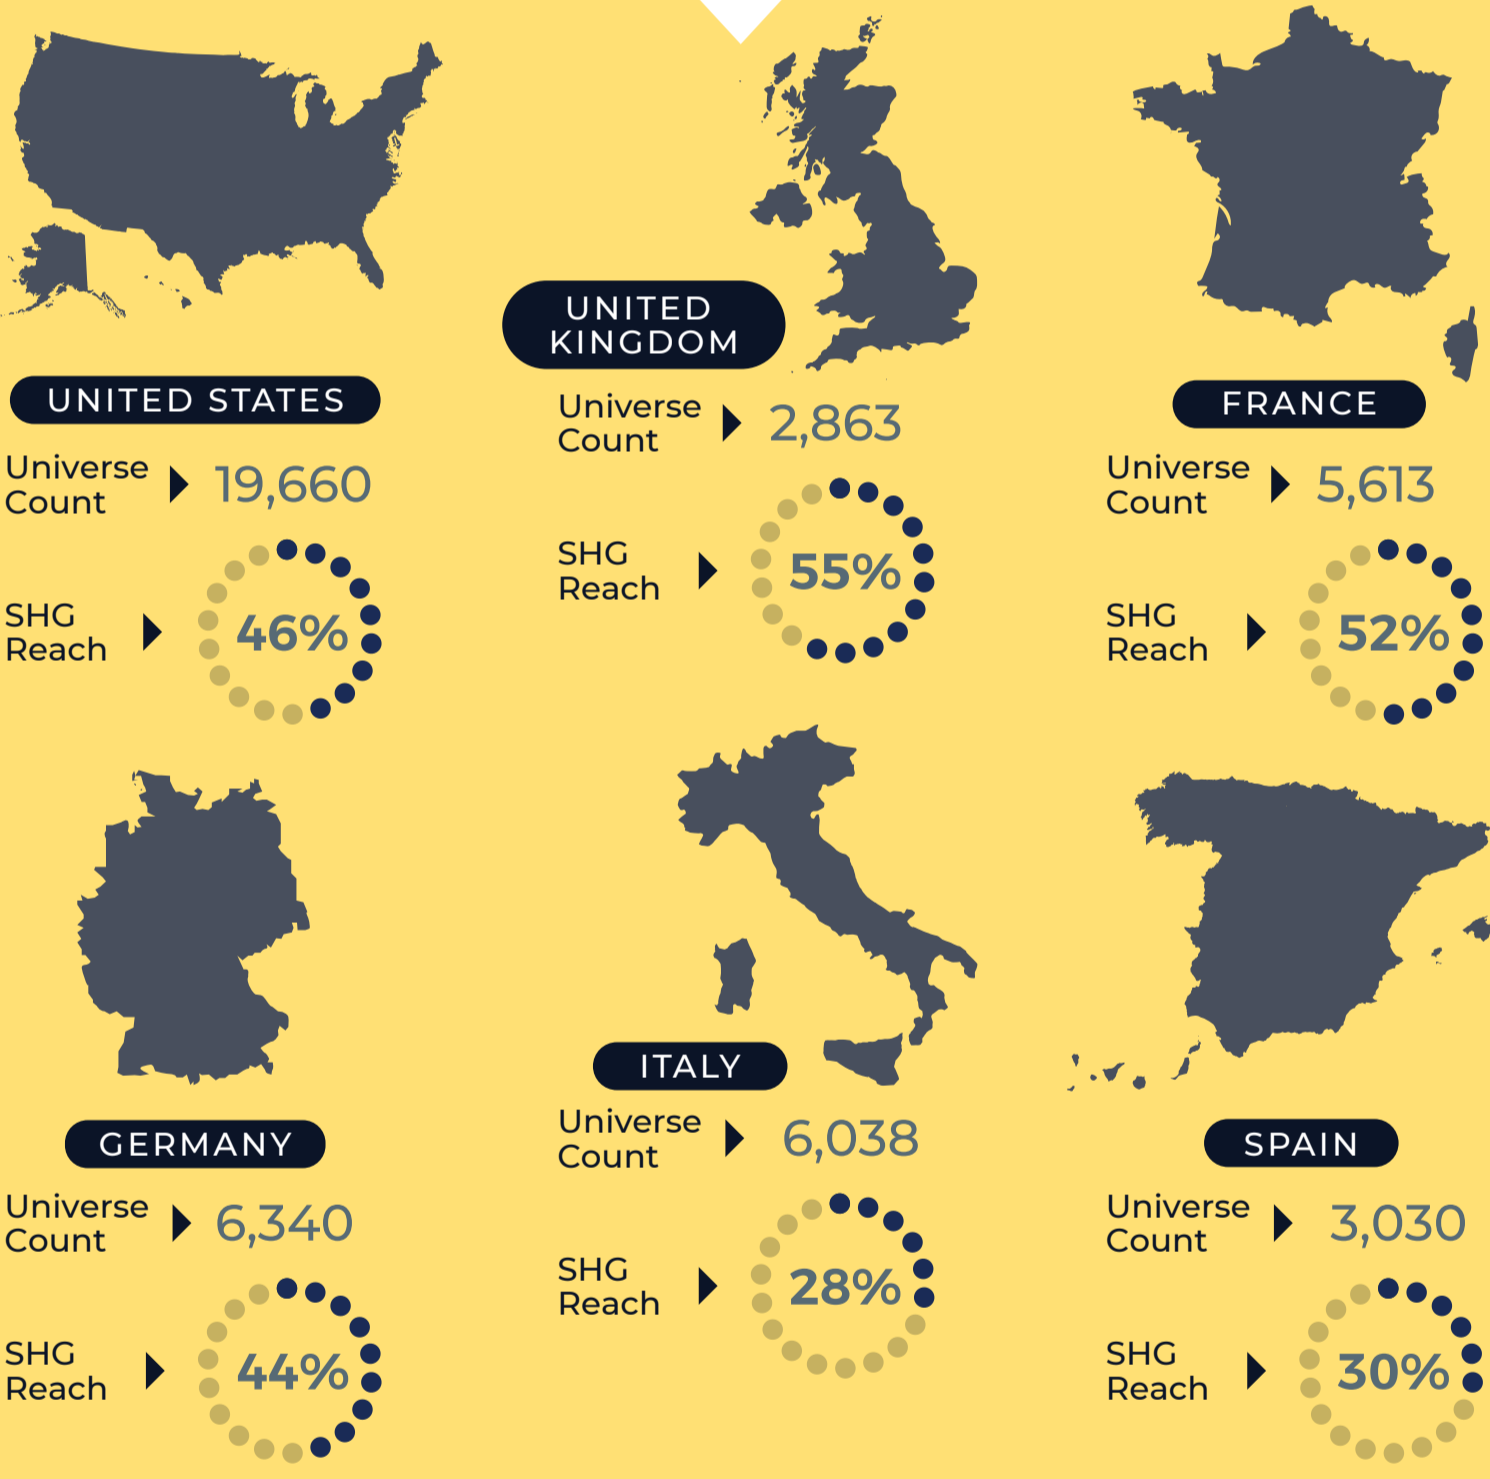 UNITED STATES
Universe
Count
19,660
SHG
Reach
46%
UNITED
KINGDOM
Universe
Count
2,863
SHG
Reach
55%
FRANCE
Universe
Count
5,613
SHG
Reach
52%
GERMANY
Universe
Count
6,340
SHG
Reach
44%
ITALY
Universe
Count
6,038
SHG
Reach
28%
SPAIN
Universe
Count
3,030
SHG
Reach
30%